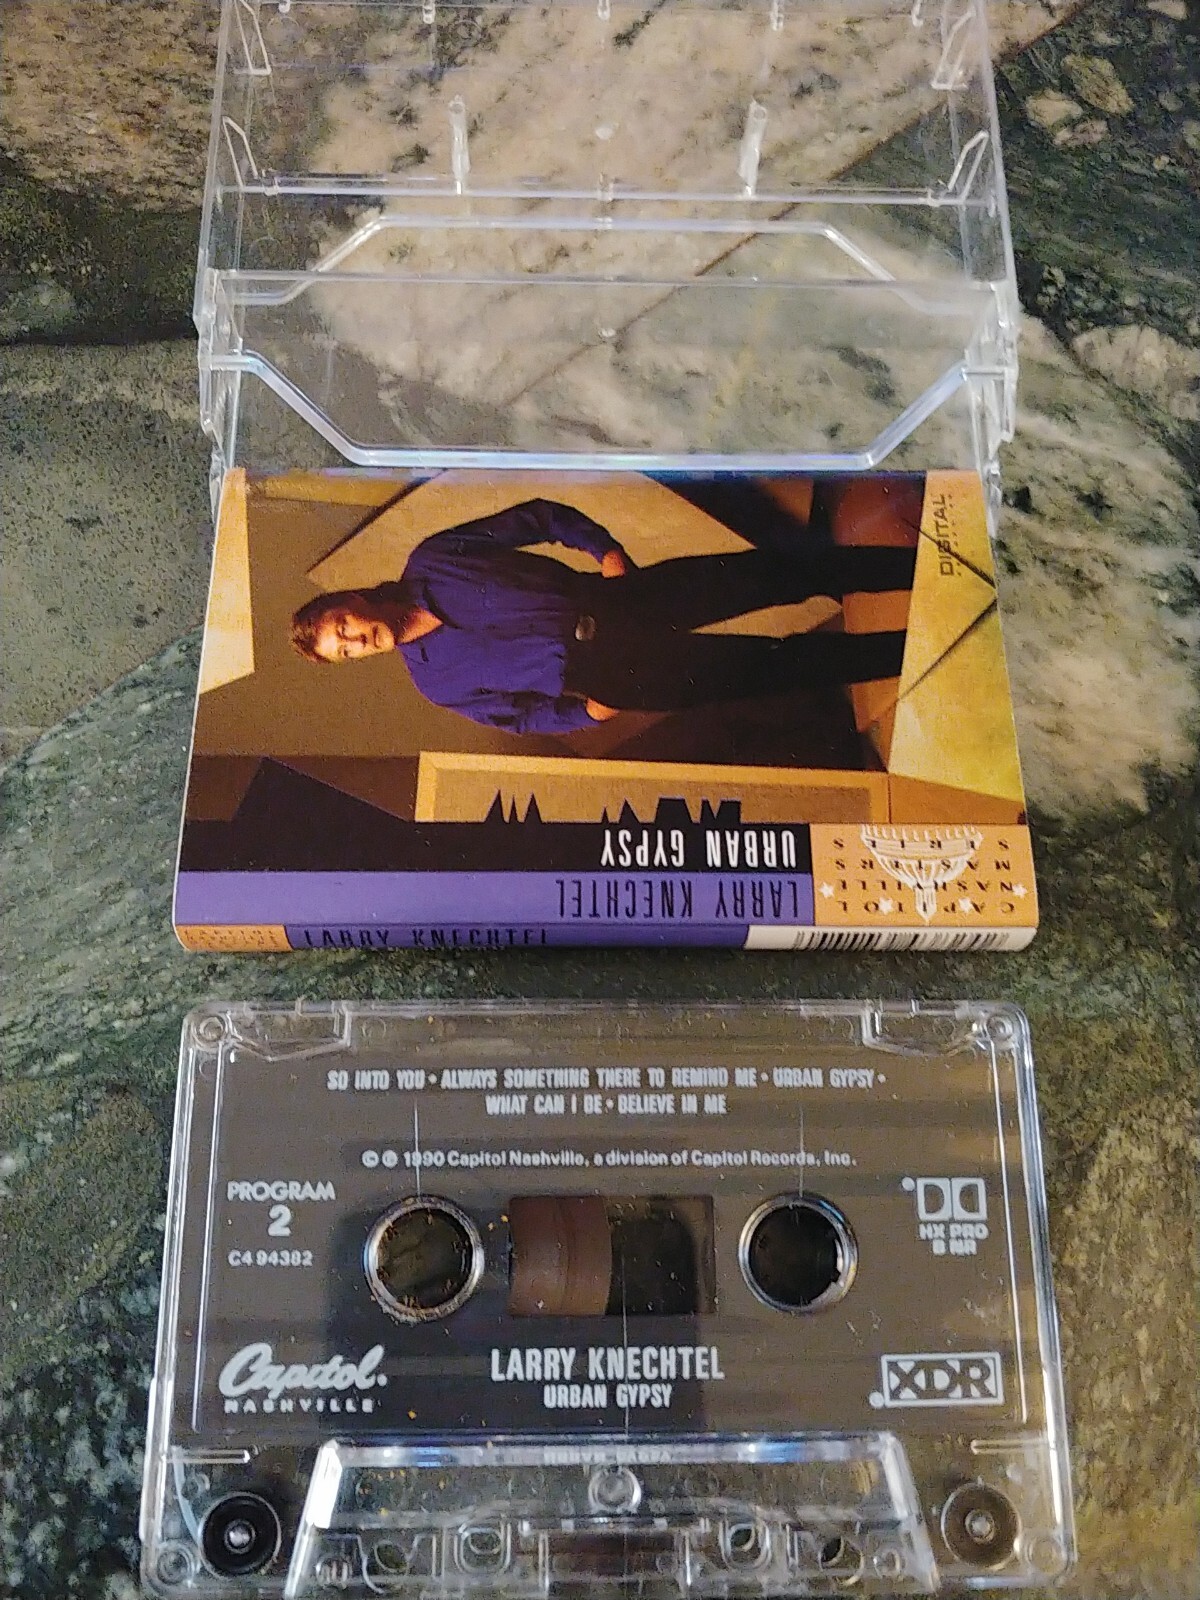 DIGITAL
CAPITOL
NASHVILLE
MASTERS
SERIES
URBAN GYPSY
LARRY KNECHTEL
LARRY KNECHTEL
SO INTO YOU • ALWAYS SOMETHING THERE TO REMIND ME • URBAN GYPSY •
WHAT CAN I BE • BELIEVE IN ME
© ℗ 1990 Capitol Nashville, a division of Capitol Records, Inc.
PROGRAM
2
C4 94382
HX PRO
B NR
Capitol.
NASHVILLE
LARRY KNECHTEL
URBAN GYPSY
XDR